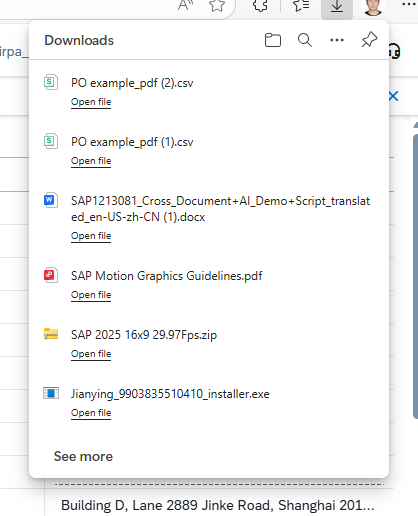 A))
irpa_
Downloads
PO example_pdf (2).csv
Open file
PO example_pdf (1).csv
Open file
SAP1213081_Cross_Document+AI_Demo+Script_translat
ed_en-US-zh-CN (1).docx
Open file
SAP Motion Graphics Guidelines.pdf
Open file
SAP 2025 16x9 29.97Fps.zip
Open file
Jianying_9903835510410_installer.exe
Open file
See more
Building D, Lane 2889 Jinke Road, Shanghai 201...